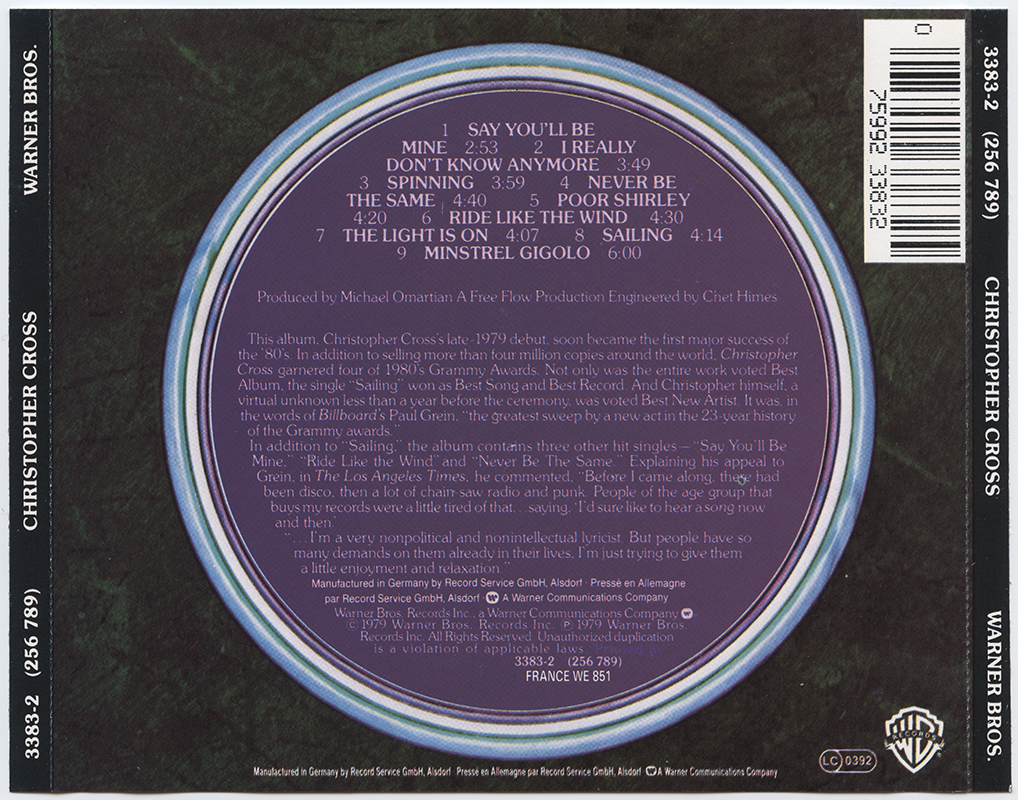 WARNER BROS.
CHRISTOPHER CROSS
3383-2 (256 789)
1 SAY YOU'LL BE
MINE 2:53 2 I REALLY
DON'T KNOW ANYMORE 3:49
3 SPINNING 3:59 4 NEVER BE
THE SAME 4:40 5 POOR SHIRLEY
4:20 6 RIDE LIKE THE WIND 4:30
7 THE LIGHT IS ON 4:07 8 SAILING 4:14
9 MINSTREL GIGOLO 6:00
Produced by Michael Omartian A Free Flow Production Engineered by Chet Himes
This album, Christopher Cross's late-1979 debut, soon became the first major success of
the '80's. In addition to selling more than four million copies around the world, Christopher
Cross garnered four of 1980's Grammy Awards. Not only was the entire work voted Best
Album, the single "Sailing" won as Best Song and Best Record. And Christopher himself, a
virtual unknown less than a year before the ceremony, was voted Best New Artist. It was, in
the words of Billboard's Paul Grein, "the greatest sweep by a new act in the 23-year history
of the Grammy awards."
In addition to "Sailing," the album contains three other hit singles—"Say You'll Be
Mine," "Ride Like the Wind" and "Never Be The Same." Explaining his appeal to
Grein, in The Los Angeles Times, he commented, "Before I came along, there had
been disco, then a lot of chain-saw radio and punk. People of the age group that
buys my records were a little tired of that...saying, 'I'd sure like to hear a song now
and then.'
"...I'm a very nonpolitical and nonintellectual lyricist. But people have so
many demands on them already in their lives, I'm just trying to give them
a little enjoyment and relaxation."
Manufactured in Germany by Record Service GmbH, Alsdorf · Pressé en Allemagne
par Record Service GmbH, Alsdorf · A Warner Communications Company
Warner Bros. Records Inc., a Warner Communications Company
© 1979 Warner Bros. Records Inc. ℗ 1979 Warner Bros
Records Inc. All Rights Reserved. Unauthorized duplication
is a violation of applicable laws.
3383-2 (256 789)
FRANCE WE 851
Manufactured in Germany by Record Service GmbH, Alsdorf · Pressé en Allemagne par Record Service GmbH, Alsdorf · A Warner Communications Company
0
75992 33832
LC 0392
WB
RECORDS
3383-2 (256 789)
CHRISTOPHER CROSS
WARNER BROS.